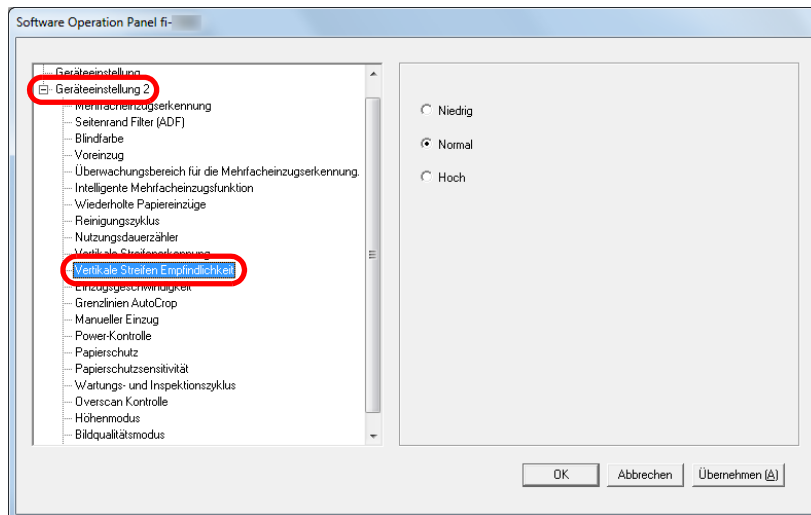 Software Operation Panel fi-
Geräteeinstellung
Geräteeinstellung 2
Mehrfacheinzugserkennung
Seitenrand Filter (ADF)
Blindfarbe
Voreinzug
Überwachungsbereich für die Mehrfacheinzugserkennung.
Intelligente Mehrfacheinzugsfunktion
Wiederholte Papiereinzüge
Reinigungszyklus
Nutzungsdauerzähler
Vertikale Streifenerkennung
Vertikale Streifen Empfindlichkeit
Einzugsgeschwindigkeit
Grenzlinien AutoCrop
Manueller Einzug
Power-Kontrolle
Papierschutz
Papierschutzsensitivität
Wartungs- und Inspektionszyklus
Overscan Kontrolle
Höhenmodus
Bildqualitätsmodus
Niedrig
Normal
Hoch
OK
Abbrechen
Übernehmen (A)